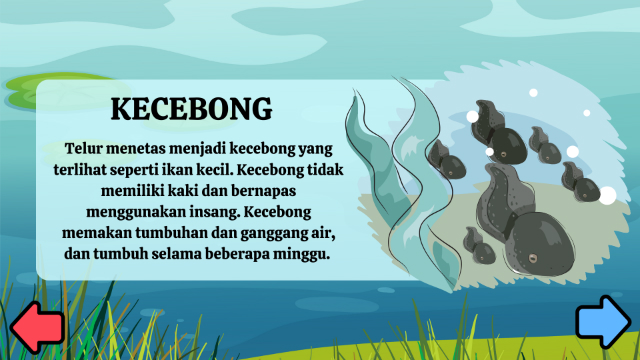 KECEBONG
Telur menetas menjadi kecebong yang
terlihat seperti ikan kecil. Kecebong tidak
memiliki kaki dan bernapas
menggunakan insang. Kecebong
memakan tumbuhan dan ganggang air,
dan tumbuh selama beberapa minggu.